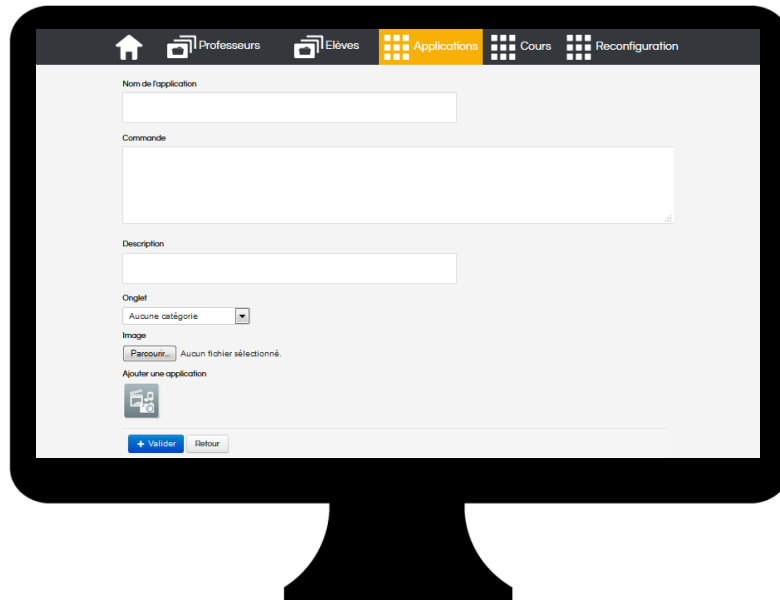 Professeurs Elèves Applications Cours Reconfiguration
Nom de l'application
Commande
Description
Onglet
Aucune catégorie
Image
Parcourir... Aucun fichier sélectionné.
Ajouter une application
+ Valider Retour